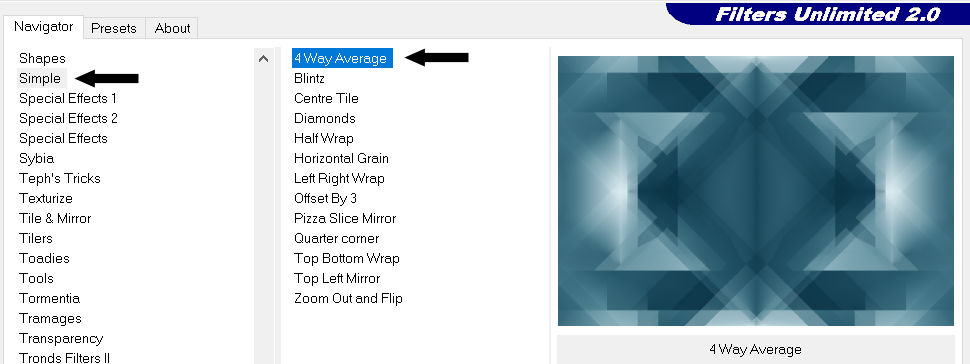 Filters Unlimited 2.0
Navigator
Presets
About
Shapes
Simple
Special Effects 1
Special Effects 2
Special Effects
Sybia
Teph's Tricks
Texturize
Tile & Mirror
Tilers
Toadies
Tools
Tormentia
Tramages
Transparency
Tronds Filters II
4 Way Average
Blintz
Centre Tile
Diamonds
Half Wrap
Horizontal Grain
Left Right Wrap
Offset By 3
Pizza Slice Mirror
Quarter corner
Top Bottom Wrap
Top Left Mirror
Zoom Out and Flip
4 Way Average